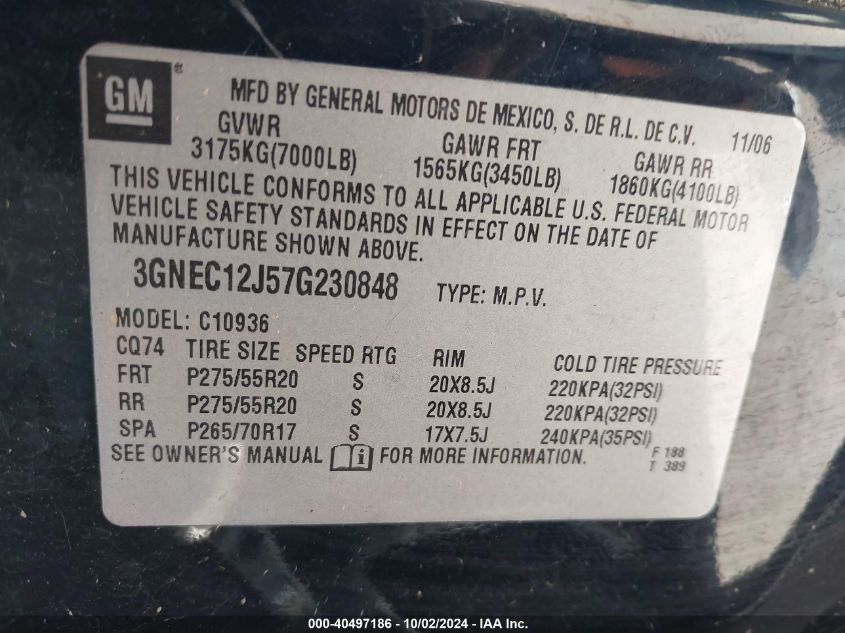 GM
MFD BY GENERAL MOTORS DE MEXICO, S. DE R.L. DE C.V. 11/06
GVWR GAWR FRT GAWR RR
3175KG(7000LB) 1565KG(3450LB) 1860KG(4100LB)
THIS VEHICLE CONFORMS TO ALL APPLICABLE U.S. FEDERAL MOTOR
VEHICLE SAFETY STANDARDS IN EFFECT ON THE DATE OF
MANUFACTURE SHOWN ABOVE.
3GNEC12J57G230848 TYPE: M.P.V.
MODEL: C10936
CQ74 TIRE SIZE SPEED RTG RIM COLD TIRE PRESSURE
FRT P275/55R20 S 20X8.5J 220KPA(32PSI)
RR P275/55R20 S 20X8.5J 220KPA(32PSI)
SPA P265/70R17 S 17X7.5J 240KPA(35PSI)
SEE OWNER'S MANUAL i FOR MORE INFORMATION.
F 188
T 389
000-40497186 - 10/02/2024 - IAA Inc.